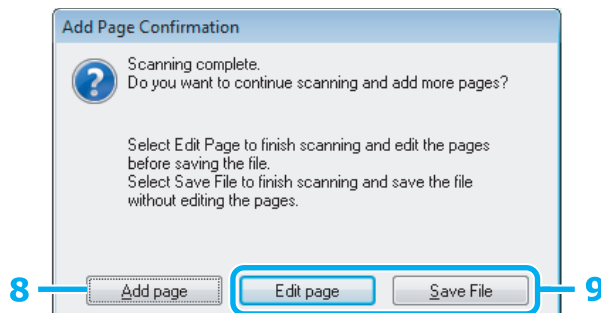 Add Page Confirmation
Scanning complete.
Do you want to continue scanning and add more pages?
Select Edit Page to finish scanning and edit the pages
before saving the file.
Select Save File to finish scanning and save the file
without editing the pages.
8 Add page Edit page Save File 9